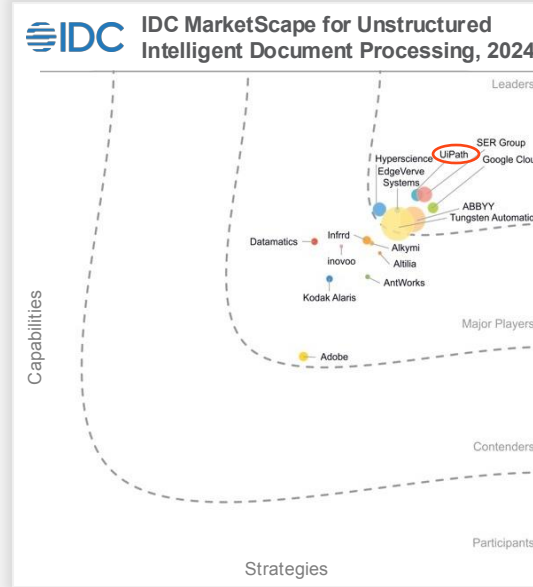 IDC
IDC MarketScape for Unstructured
Intelligent Document Processing, 2024
Leaders
SER Group
UiPath
Hyperscience
Google Clou
EdgeVerve
Systems
ABBYY
Tungsten Automatic
Infrrd
Datamatics
Alkymi
inovoo
Altilia
AntWorks
Kodak Alaris
Major Players
Adobe
Capabilities
Contenders
Participants
Strategies